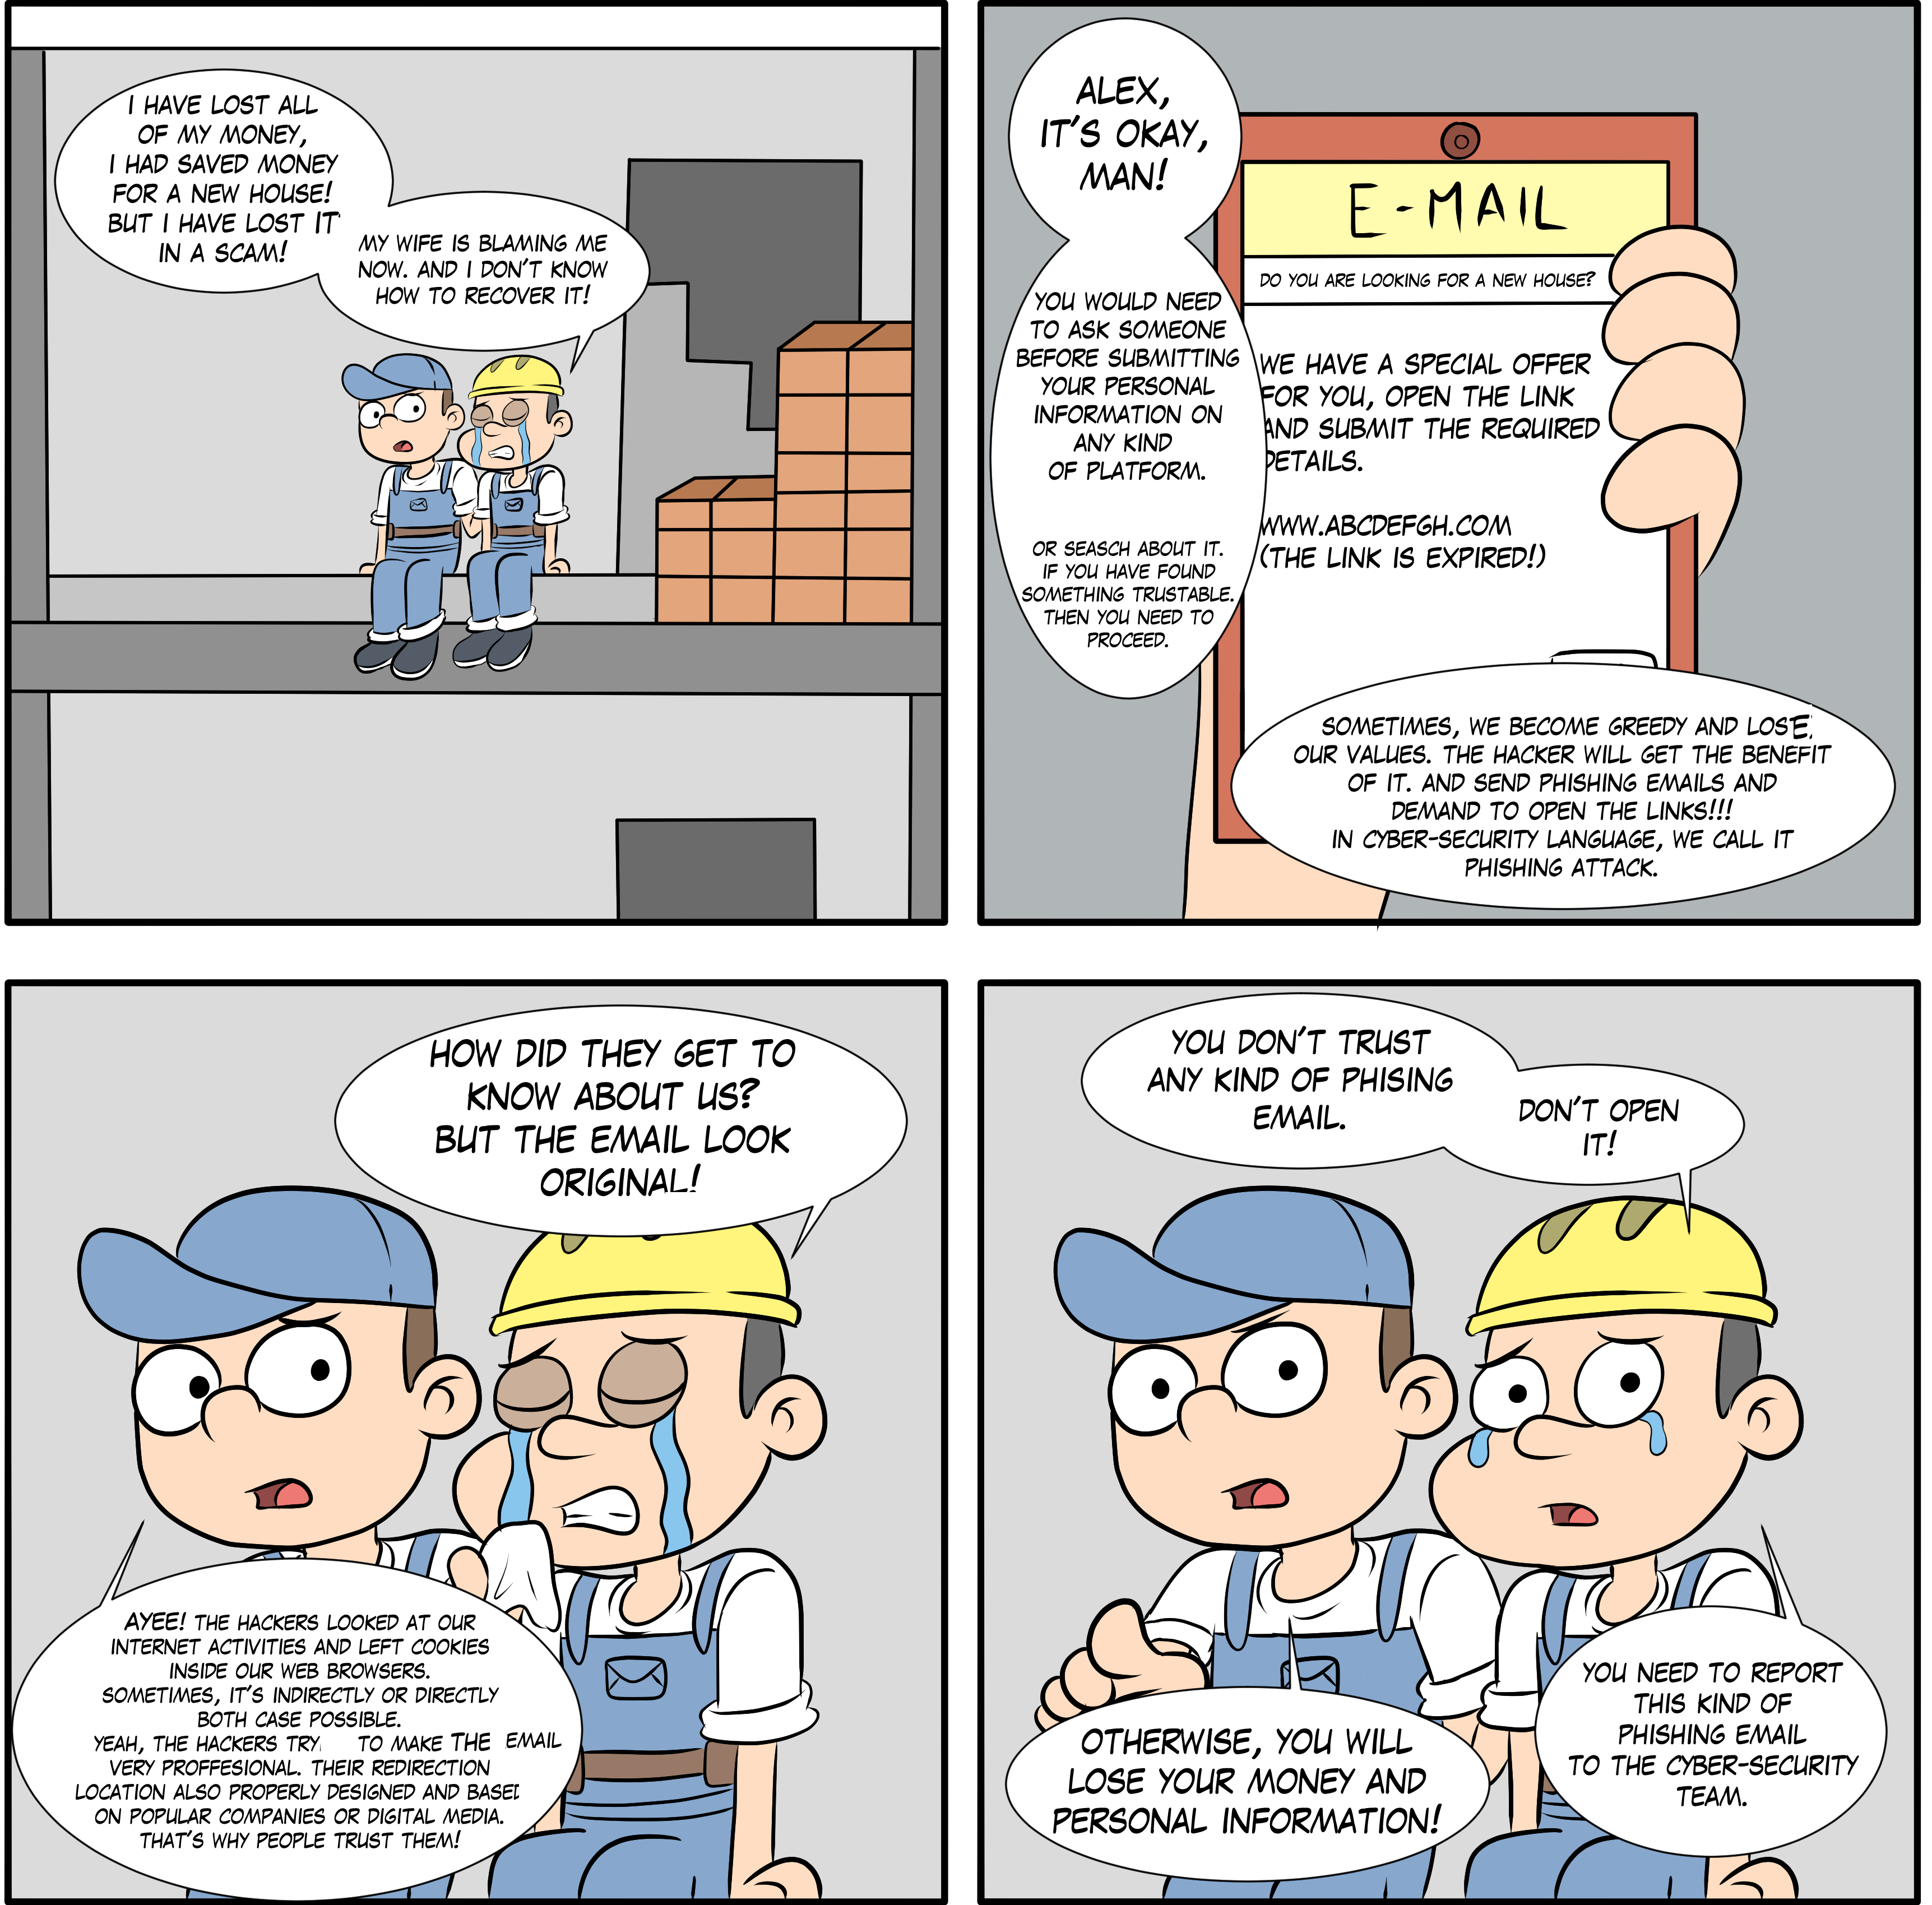 I HAVE LOST ALL
OF MY MONEY,
I HAD SAVED MONEY
FOR A NEW HOUSE!
BUT I HAVE LOST IT
IN A SCAM!
MY WIFE IS BLAMING ME
NOW. AND I DON'T KNOW
HOW TO RECOVER IT!
ALEX,
IT'S OKAY,
MAN!
YOU WOULD NEED
TO ASK SOMEONE
BEFORE SUBMITTING
YOUR PERSONAL
INFORMATION ON
ANY KIND
OF PLATFORM.
OR SEASCH ABOUT IT.
IF YOU HAVE FOUND
SOMETHING TRUSTABLE.
THEN YOU NEED TO
PROCEED.
E-MAIL
DO YOU ARE LOOKING FOR A NEW HOUSE?
WE HAVE A SPECIAL OFFER
FOR YOU, OPEN THE LINK
AND SUBMIT THE REQUIRED
DETAILS.
WWW.ABCDEFGH.COM
(THE LINK IS EXPIRED!)
SOMETIMES, WE BECOME GREEDY AND LOSE
OUR VALUES. THE HACKER WILL GET THE BENEFIT
OF IT. AND SEND PHISHING EMAILS AND
DEMAND TO OPEN THE LINKS!!!
IN CYBER-SECURITY LANGUAGE, WE CALL IT
PHISHING ATTACK.
HOW DID THEY GET TO
KNOW ABOUT US?
BUT THE EMAIL LOOK
ORIGINAL!
AYEE! THE HACKERS LOOKED AT OUR
INTERNET ACTIVITIES AND LEFT COOKIES
INSIDE OUR WEB BROWSERS.
SOMETIMES, IT'S INDIRECTLY OR DIRECTLY
BOTH CASE POSSIBLE.
YEAH, THE HACKERS TRY TO MAKE THE EMAIL
VERY PROFFESIONAL. THEIR REDIRECTION
LOCATION ALSO PROPERLY DESIGNED AND BASED
ON POPULAR COMPANIES OR DIGITAL MEDIA.
THAT'S WHY PEOPLE TRUST THEM!
YOU DON'T TRUST
ANY KIND OF PHISING
EMAIL.
DON'T OPEN
IT!
OTHERWISE, YOU WILL
LOSE YOUR MONEY AND
PERSONAL INFORMATION!
YOU NEED TO REPORT
THIS KIND OF
PHISHING EMAIL
TO THE CYBER-SECURITY
TEAM.